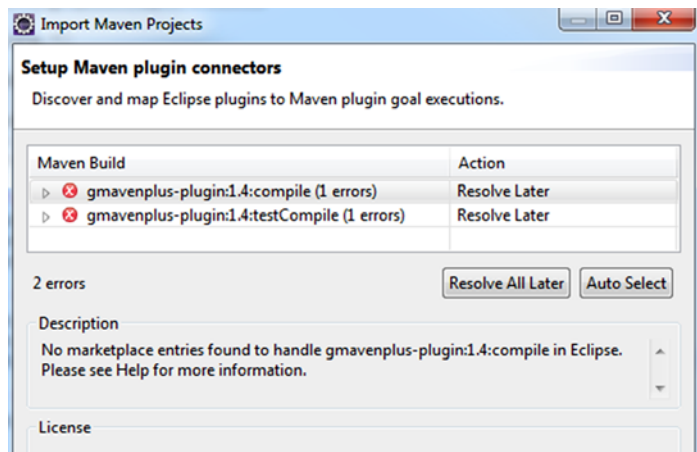 Import Maven Projects
Setup Maven plugin connectors
Discover and map Eclipse plugins to Maven plugin goal executions.
Maven Build Action
gmavenplus-plugin:1.4:compile (1 errors) Resolve Later
gmavenplus-plugin:1.4:testCompile (1 errors) Resolve Later
2 errors Resolve All Later Auto Select
Description
No marketplace entries found to handle gmavenplus-plugin:1.4:compile in Eclipse.
Please see Help for more information.
License